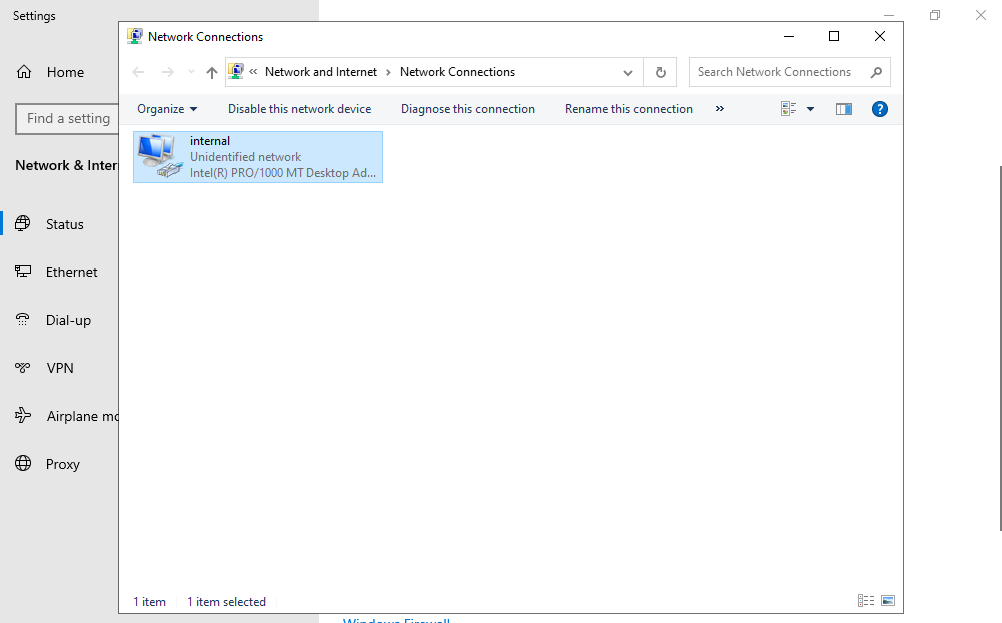 Settings
Home
Find a setting
Network & Inter
Status
Ethernet
Dial-up
VPN
Airplane mo
Proxy
Network Connections
« Network and Internet › Network Connections
Search Network Connections
Organize
Disable this network device
Diagnose this connection
Rename this connection
»
internal
Unidentified network
Intel(R) PRO/1000 MT Desktop Ad...
1 item
1 item selected
Windows Firewall